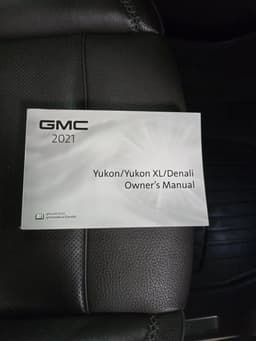 GMC
2021
Yukon/Yukon XL/Denali
Owner's Manual